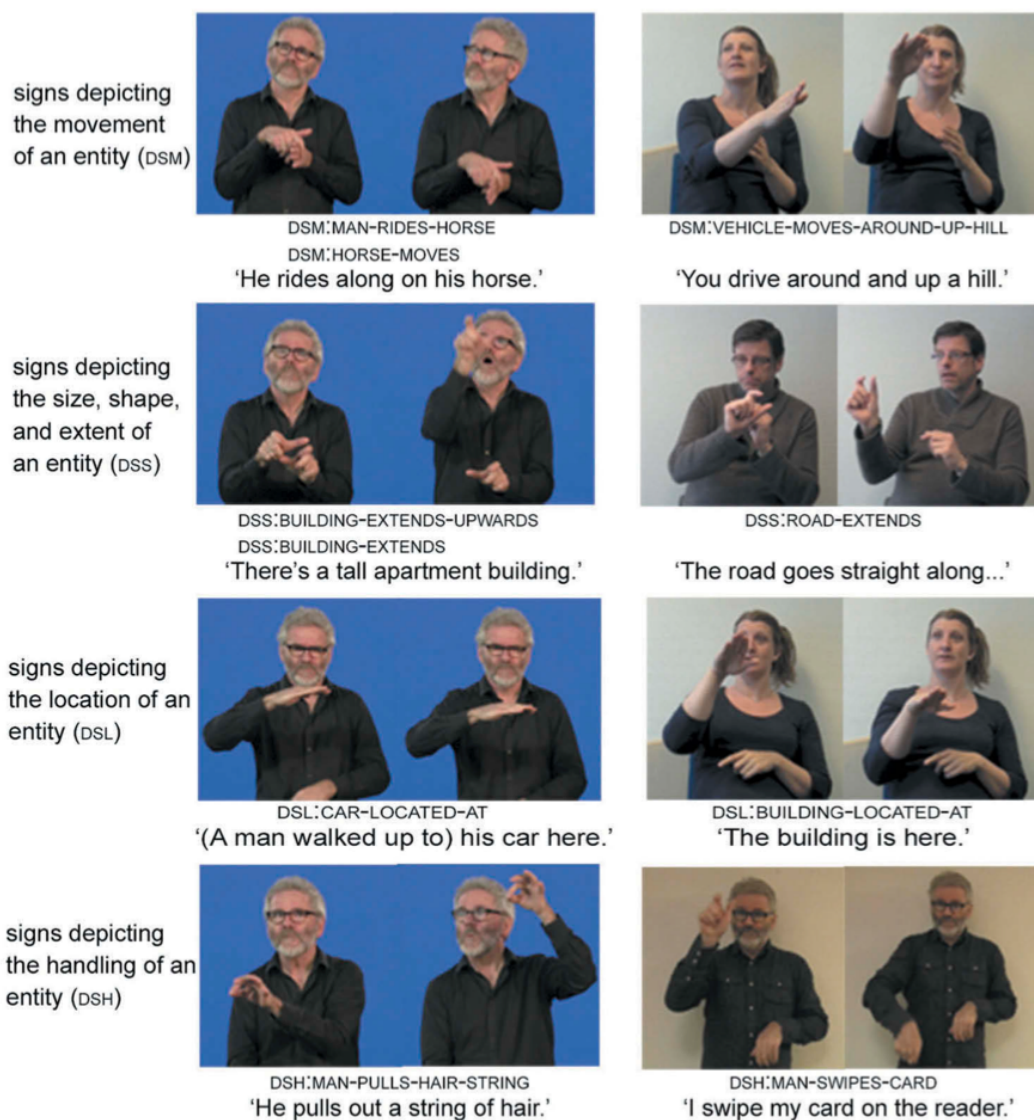 signs depicting
the movement
of an entity (DSM)
DSM:MAN-RIDES-HORSE
DSM:HORSE-MOVES
'He rides along on his horse.'
DSM:VEHICLE-MOVES-AROUND-UP-HILL
'You drive around and up a hill.'
signs depicting
the size, shape,
and extent of
an entity (DSS)
DSS:BUILDING-EXTENDS-UPWARDS
DSS:BUILDING-EXTENDS
'There's a tall apartment building.'
DSS:ROAD-EXTENDS
'The road goes straight along...'
signs depicting
the location of an
entity (DSL)
DSL:CAR-LOCATED-AT
'(A man walked up to) his car here.'
DSL:BUILDING-LOCATED-AT
'The building is here.'
signs depicting
the handling of an
entity (DSH)
DSH:MAN-PULLS-HAIR-STRING
'He pulls out a string of hair.'
DSH:MAN-SWIPES-CARD
'I swipe my card on the reader.'